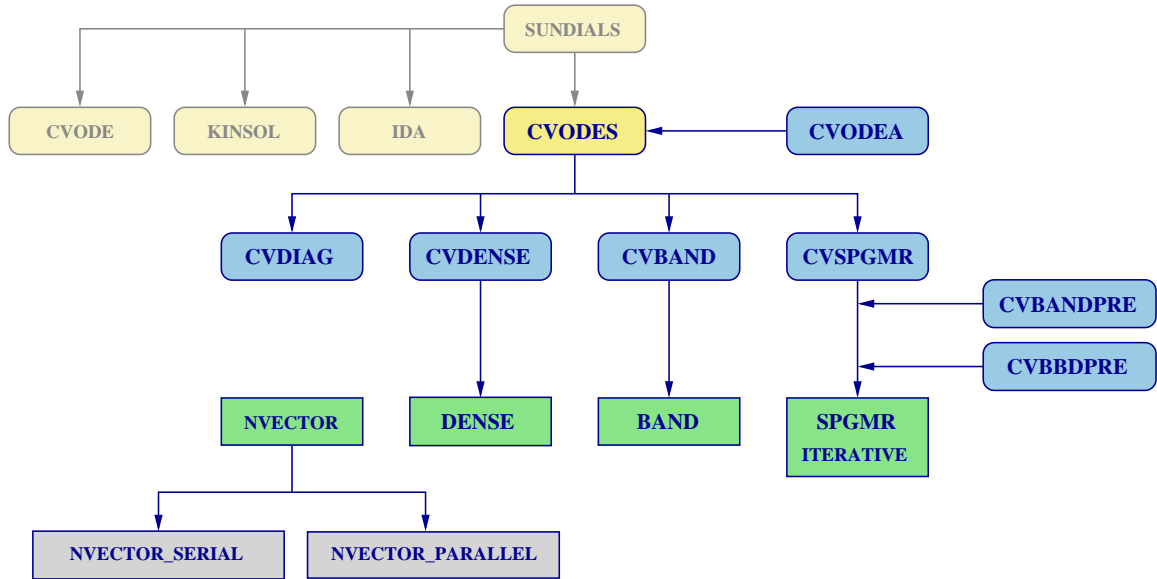 SUNDIALS
CVODE
KINSOL
IDA
CVODES
CVODEA
CVDIAG
CVDENSE
CVBAND
CVSPGMR
CVBANDPRE
CVBBDPRE
NVECTOR
DENSE
BAND
SPGMR
ITERATIVE
NVECTOR_SERIAL
NVECTOR_PARALLEL